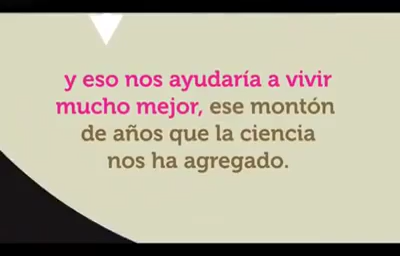 y eso nos ayudaría a vivir
mucho mejor, ese montón
de años que la ciencia
nos ha agregado.